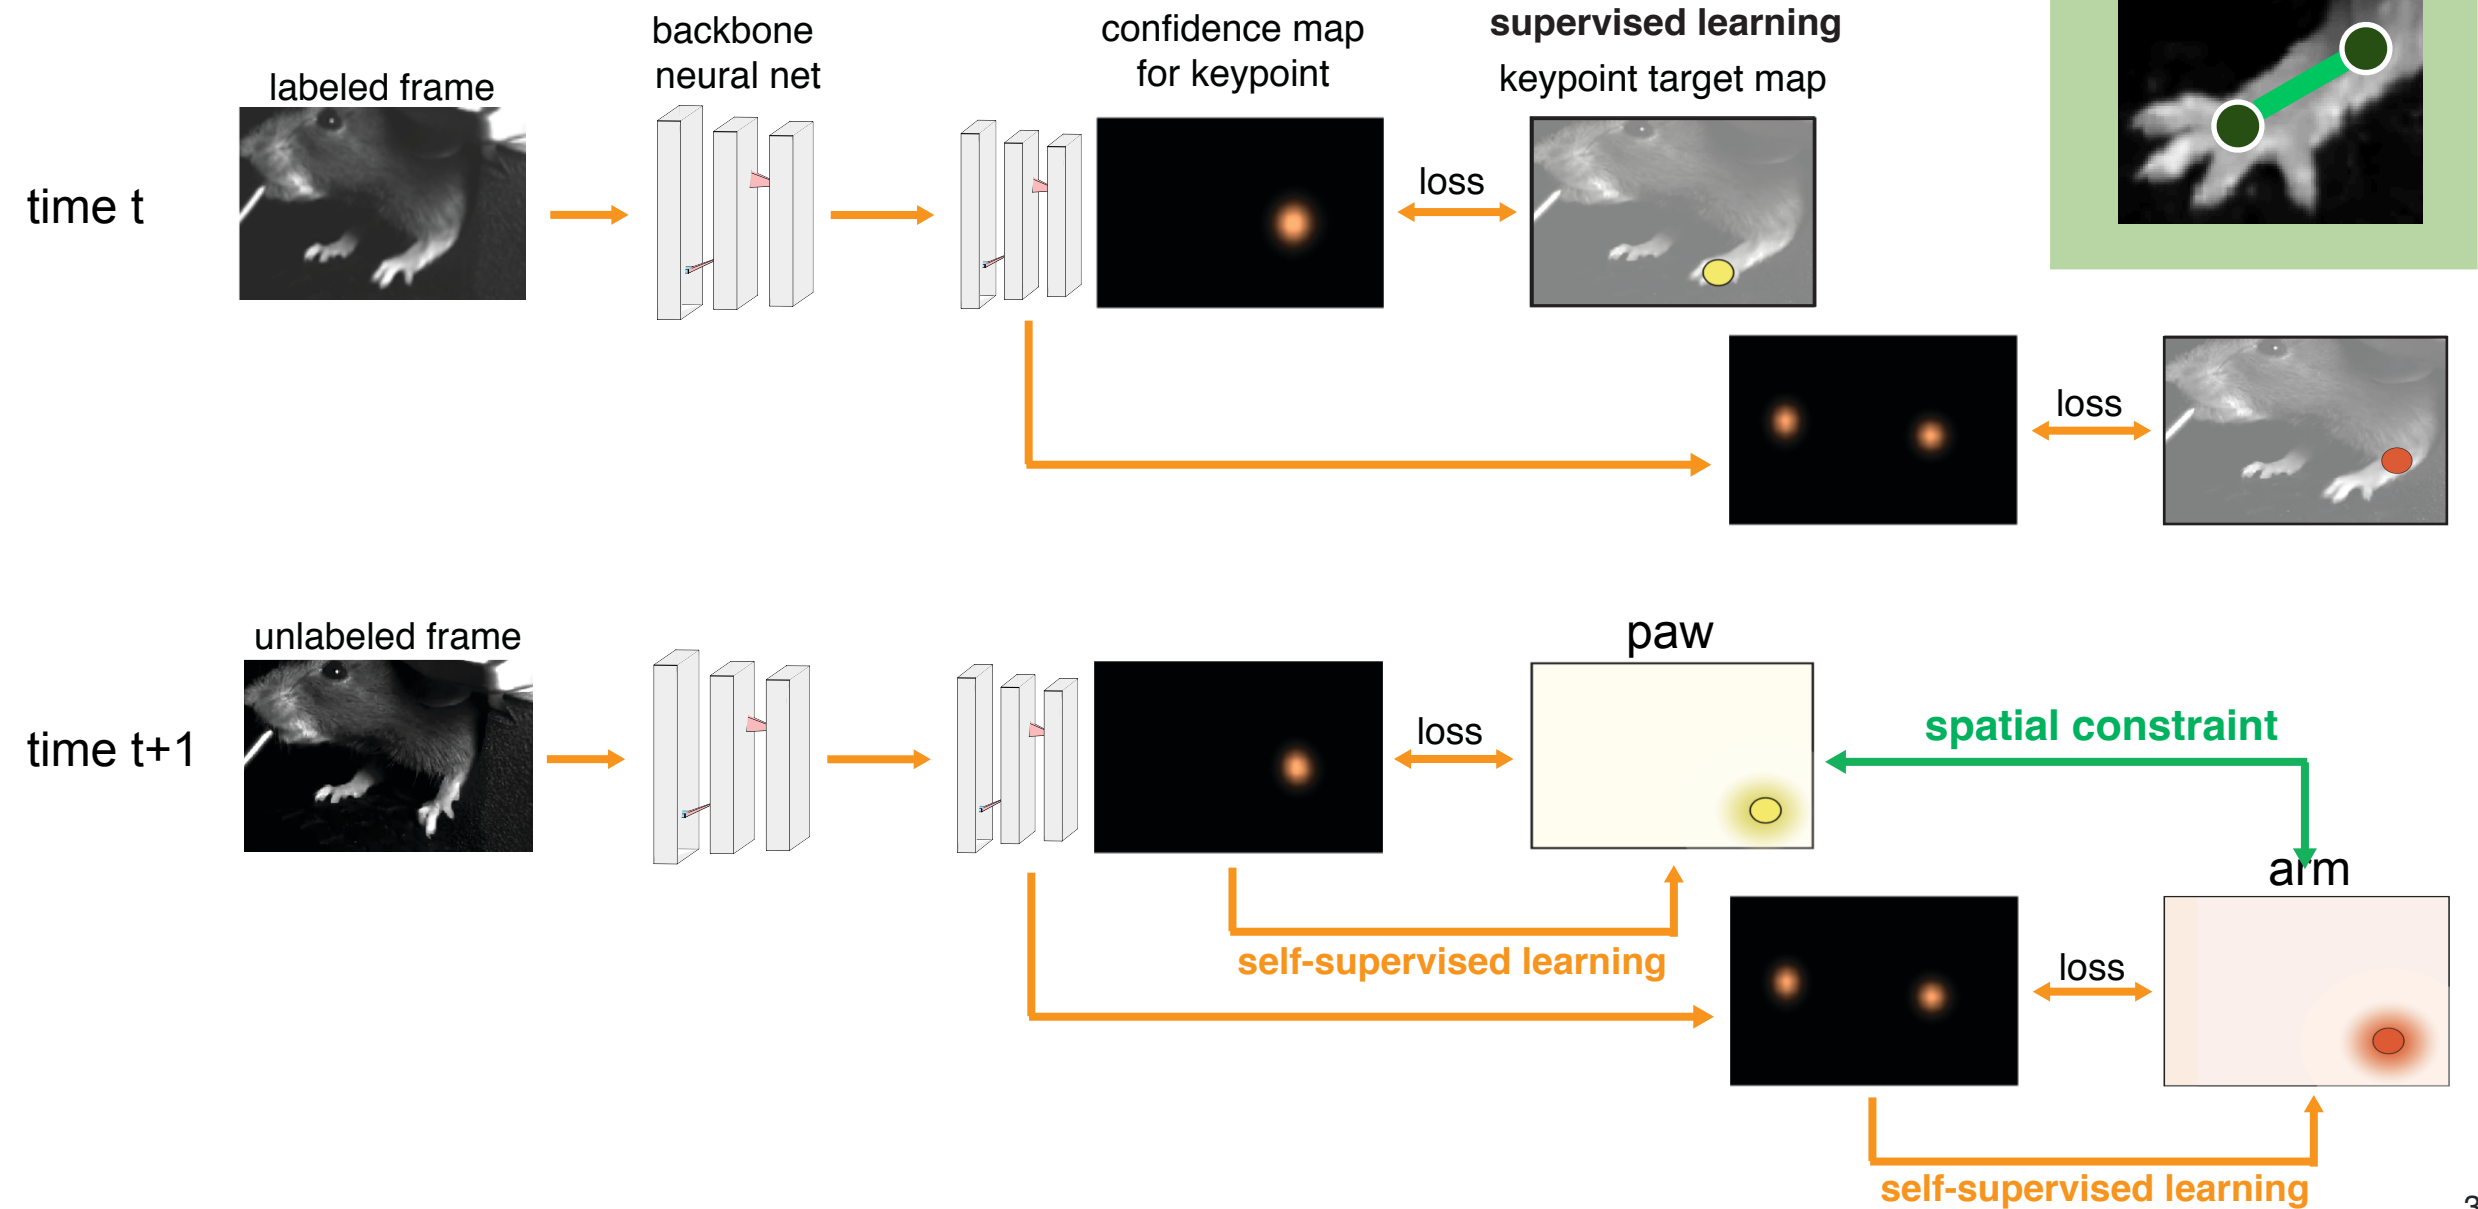 supervised learning
backbone
neural net
confidence map
for keypoint
keypoint target map
labeled frame
time t
loss
loss
unlabeled frame
paw
time t+1
loss
spatial constraint
arm
self-supervised learning
loss
self-supervised learning